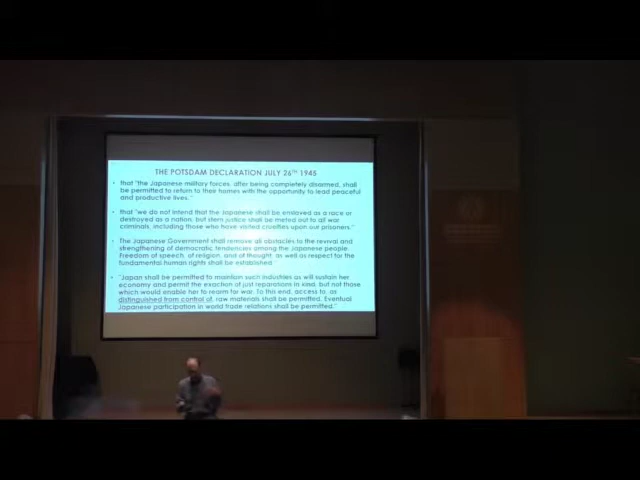 THE POTSDAM DECLARATION JULY 26TH 1945
• that "the Japanese military forces, after being completely disarmed, shall
be permitted to return to their homes with the opportunity to lead peaceful
and productive lives."
• that "we do not intend that the Japanese shall be enslaved as a race or
destroyed as a nation, but stern justice shall be meted out to all war
criminals, including those who have visited cruelties upon our prisoners."
• The Japanese Government shall remove all obstacles to the revival and
strengthening of democratic tendencies among the Japanese people.
Freedom of speech, of religion, and of thought, as well as respect for the
fundamental human rights shall be established.
• "Japan shall be permitted to maintain such industries as will sustain her
economy and permit the exaction of just reparations in kind, but not those
which would enable her to rearm for war. To this end, access to, as
distinguished from control of, raw materials shall be permitted. Eventual
Japanese participation in world trade relations shall be permitted."